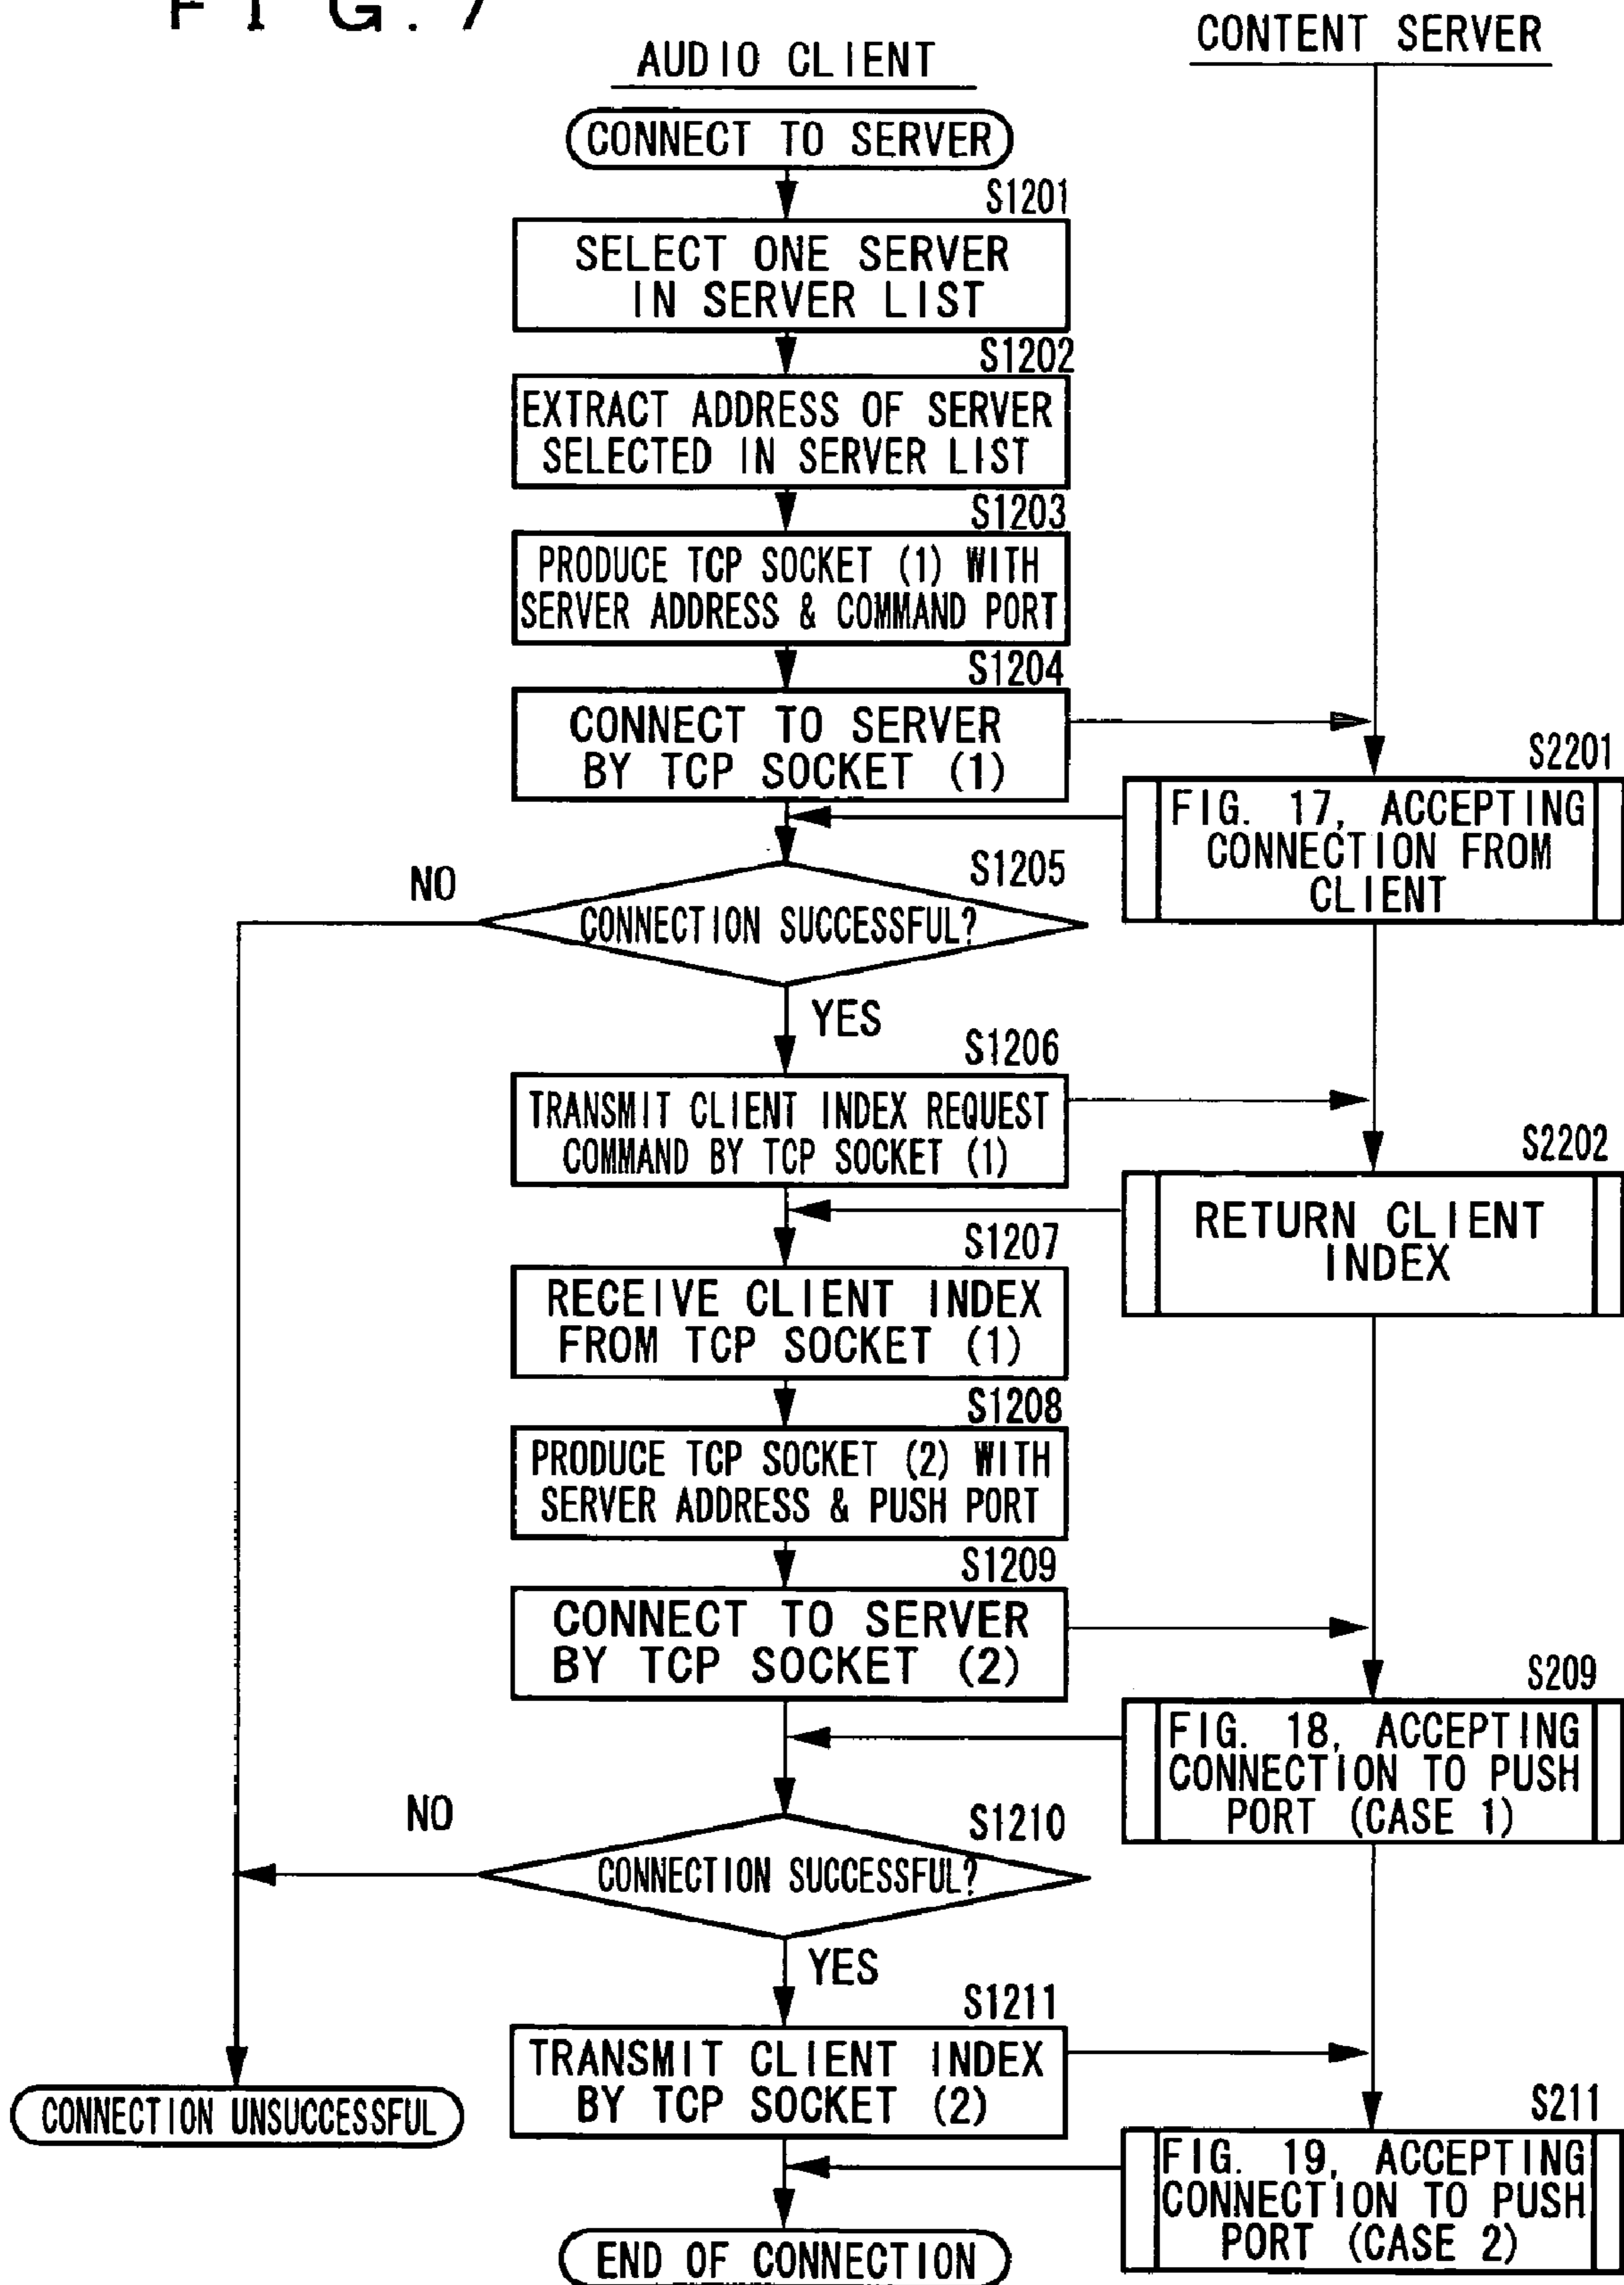 FIG. 7
CONTENT SERVER
AUDIO CLIENT
CONNECT TO SERVER
S1201
SELECT ONE SERVER
IN SERVER LIST
S1202
EXTRACT ADDRESS OF SERVER
SELECTED IN SERVER LIST
S1203
PRODUCE TCP SOCKET (1) WITH
SERVER ADDRESS & COMMAND PORT
S1204
CONNECT TO SERVER
BY TCP SOCKET (1)
S2201
FIG. 17, ACCEPTING
CONNECTION FROM
CLIENT
NO
S1205
CONNECTION SUCCESSFUL?
YES
S1206
TRANSMIT CLIENT INDEX REQUEST
COMMAND BY TCP SOCKET (1)
S2202
RETURN CLIENT
INDEX
S1207
RECEIVE CLIENT INDEX
FROM TCP SOCKET (1)
S1208
PRODUCE TCP SOCKET (2) WITH
SERVER ADDRESS & PUSH PORT
S1209
CONNECT TO SERVER
BY TCP SOCKET (2)
S209
FIG. 18, ACCEPTING
CONNECTION TO PUSH
PORT (CASE 1)
NO
S1210
CONNECTION SUCCESSFUL?
YES
S1211
TRANSMIT CLIENT INDEX
BY TCP SOCKET (2)
CONNECTION UNSUCCESSFUL
S211
FIG. 19, ACCEPTING
CONNECTION TO PUSH
PORT (CASE 2)
END OF CONNECTION